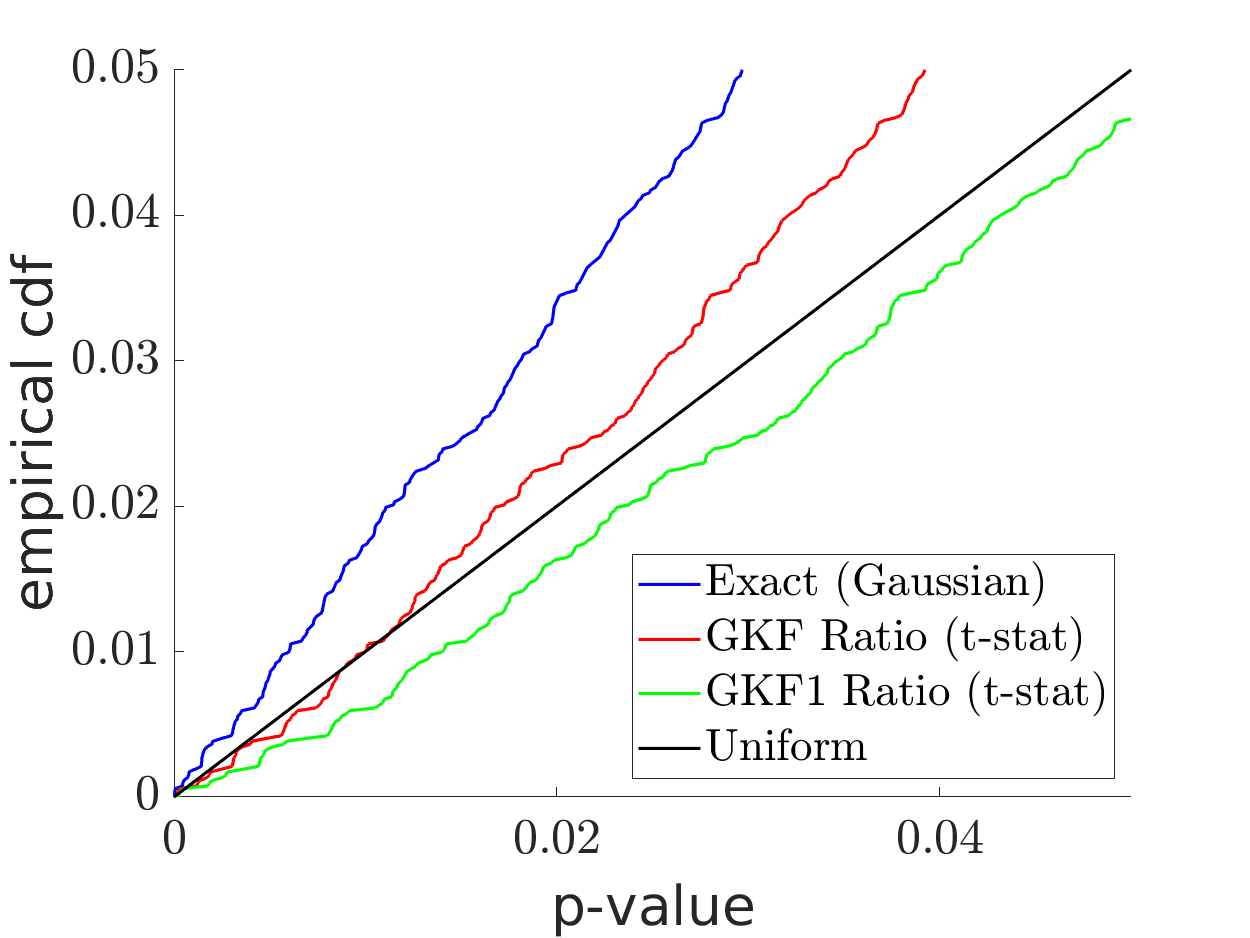 0.05
0.04
0.03
0.02
0.01
0
empirical cdf
0
0.02
0.04
p-value
Exact (Gaussian)
GKF Ratio (t-stat)
GKF1 Ratio (t-stat)
Uniform